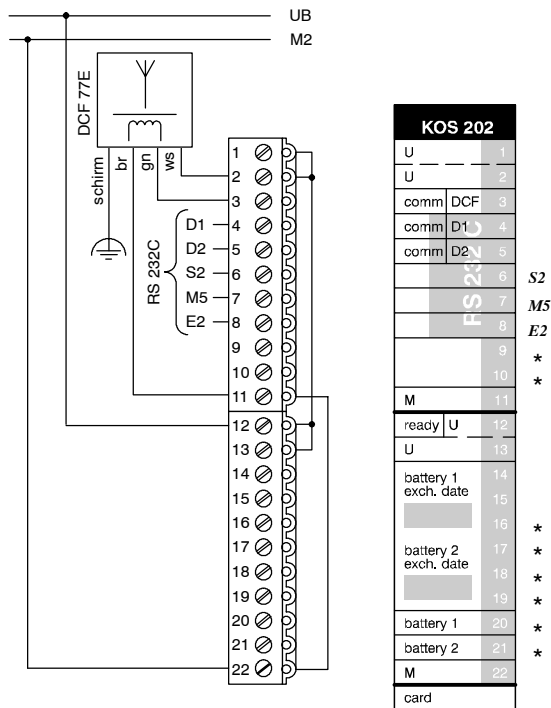 UB
M2
DCF 77E
schirm
br
gn
ws
RS 232C
D1
D2
S2
M5
E2
1
2
3
4
5
6
7
8
9
10
11
12
13
14
15
16
17
18
19
20
21
22
KOS 202
U 1
U 2
comm DCF 3
comm D1 4
comm D2 5
RS 232 C
6 S2
7 M5
8 E2
9 *
10 *
M 11
ready U 12
U 13
battery 1 14
exch. date
15
16 *
battery 2 17 *
exch. date
18 *
19 *
battery 1 20 *
battery 2 21 *
M 22
card